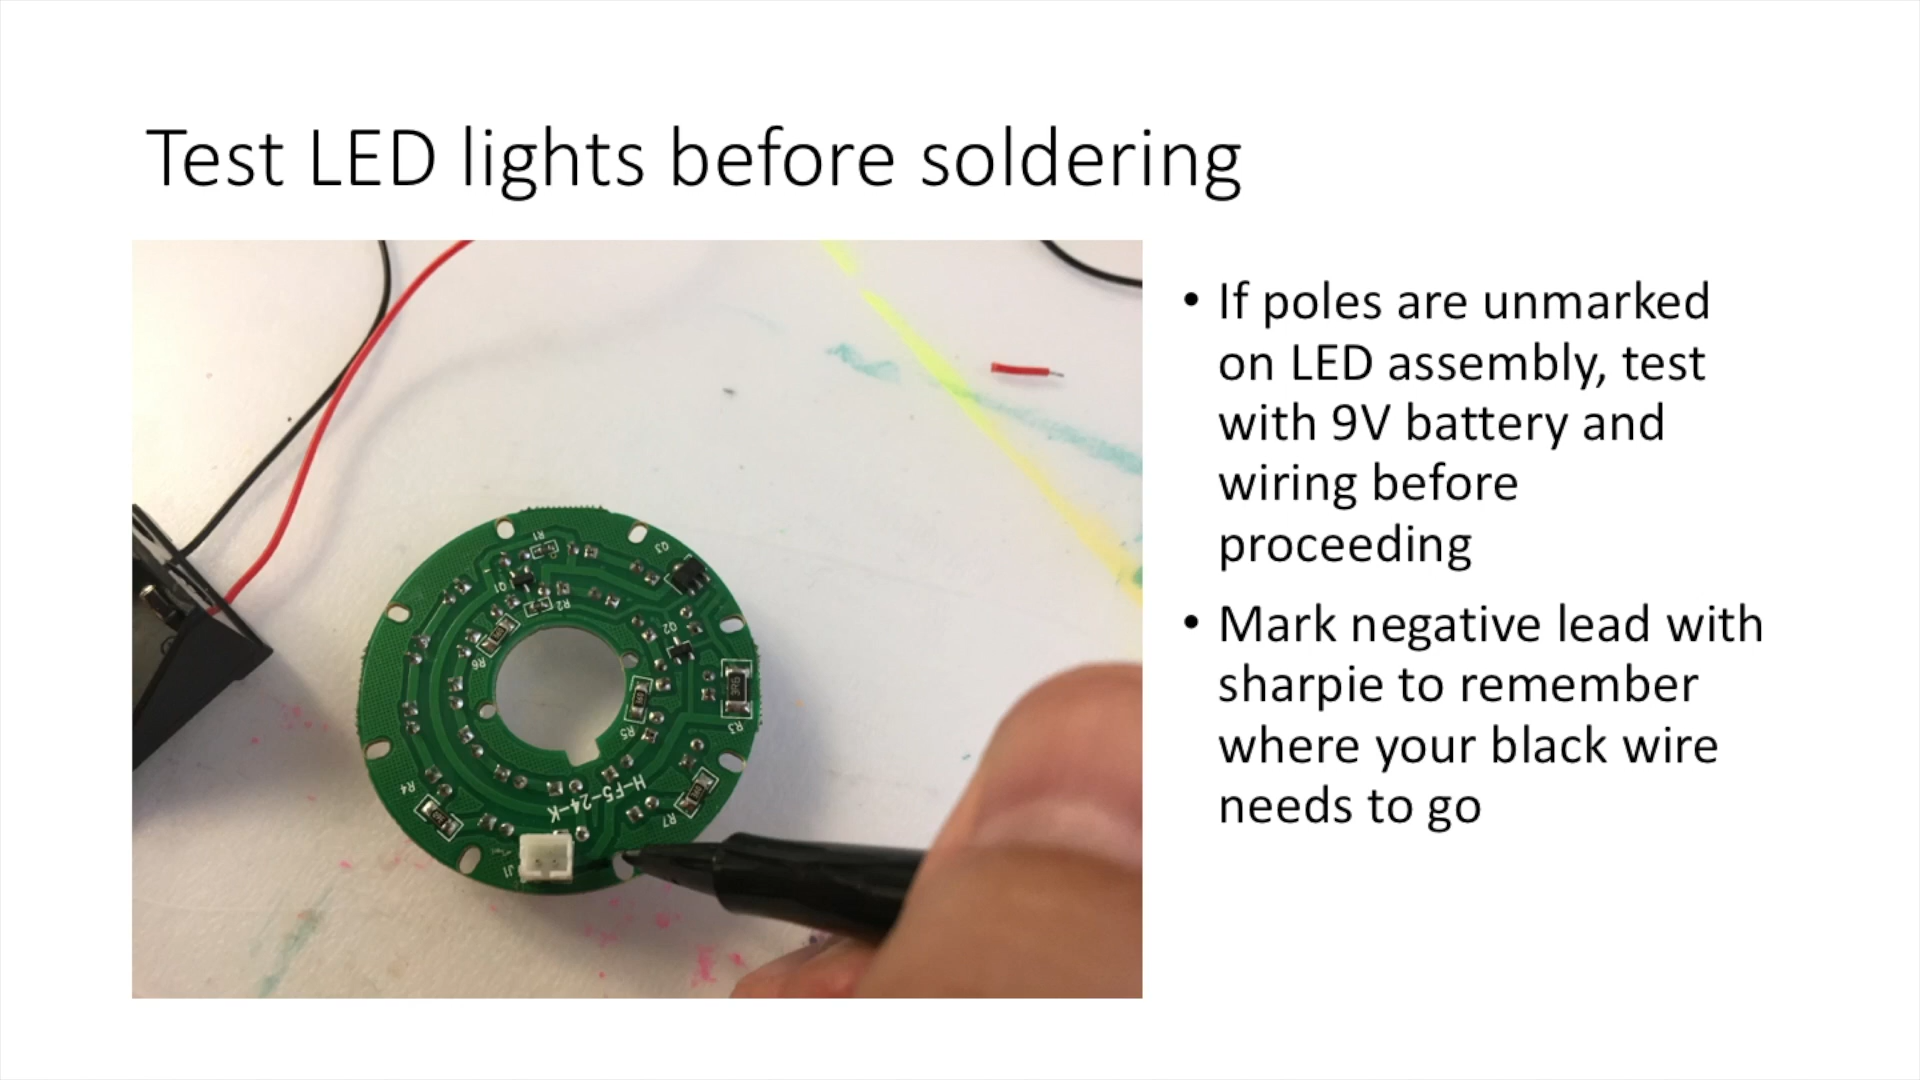 Test LED lights before soldering
• If poles are unmarked
on LED assembly, test
with 9V battery and
wiring before
proceeding
• Mark negative lead with
sharpie to remember
where your black wire
needs to go
R1
Q3
Q1
R2
Q2
R6
3R6
R3
R5
R4
H-F5-24-K
R7
J1